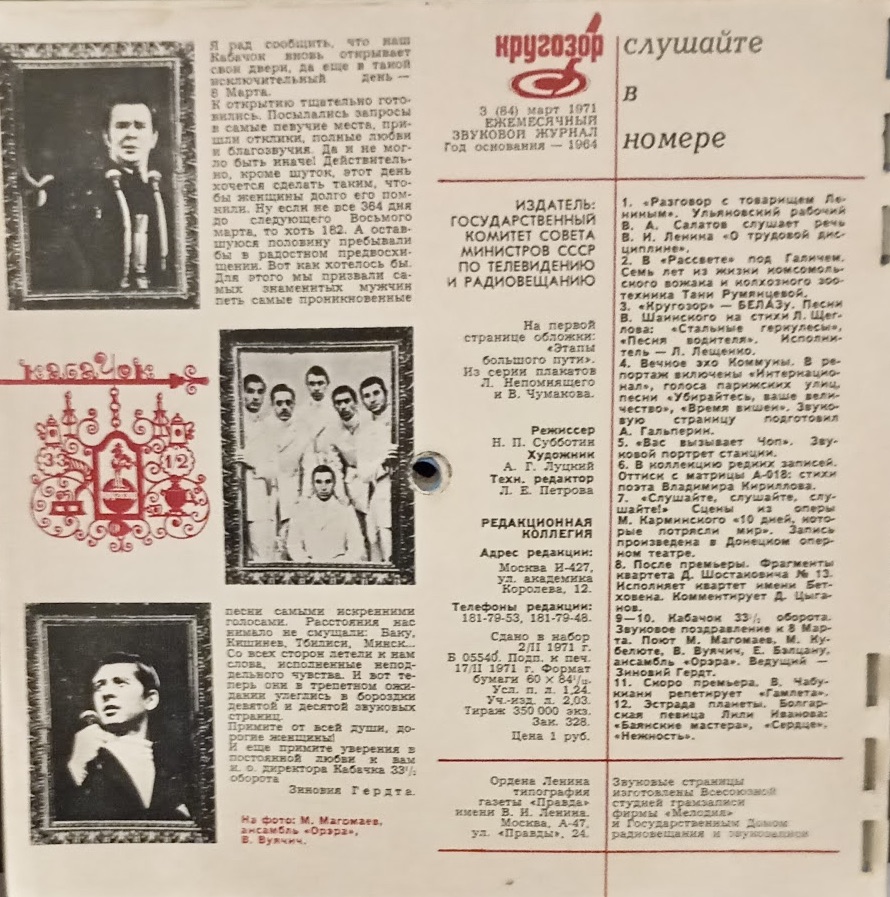 Я рад сообщить, что наш
Кабачок вновь открывает
свои двери, да еще в такой
исключительный день —
8 Марта.
К открытию тщательно гото-
вились. Посылались запросы
в самые певучие места, при-
шли отклики, полные любви
и благозвучия. Да и не мог-
ло быть иначе! Действитель-
но, кроме шуток, этот день
хочется сделать таким, что-
бы женщины долго его пом-
нили. Ну если не все 364 дня
до следующего Восьмого
марта, то хоть 182. А остав-
шуюся половину пребывали
бы в радостном предвосхи-
щении. Вот как хотелось бы.
Для этого мы призвали са-
мых знаменитых мужчин
петь самые проникновенные
кабачок
33 12
песни самыми искренними
голосами. Расстояния нас
нимало не смущали: Баку,
Кишинев, Тбилиси, Минск...
Со всех сторон летели к нам
слова, исполненные непод-
дельного чувства. И вот те-
перь они в трепетном ожи-
дании улеглись в бороздки
девятой и десятой звуковых
страниц.
Примите от всей души, до-
рогие женщины!
И еще примите уверения в
постоянной любви к вам
и. о. директора Кабачка 33⅓
оборота
Зиновия Гердта.
На фото: М. Магомаев,
ансамбль «Орэра»,
В. Вуячич.
кругозор
3 (84) март 1971
ЕЖЕМЕСЯЧНЫЙ
ЗВУКОВОЙ ЖУРНАЛ
Год основания — 1964
ИЗДАТЕЛЬ:
ГОСУДАРСТВЕННЫЙ
КОМИТЕТ СОВЕТА
МИНИСТРОВ СССР
ПО ТЕЛЕВИДЕНИЮ
И РАДИОВЕЩАНИЮ
На первой
странице обложки:
«Этапы
большого пути».
Из серии плакатов
Л. Непомнящего
и В. Чумакова.
Режиссер
Н. П. Субботин
Художник
А. Г. Луцкий
Техн. редактор
Л. Е. Петрова
РЕДАКЦИОННАЯ
КОЛЛЕГИЯ
Адрес редакции:
Москва И-427,
ул. академика
Королева, 12.
Телефоны редакции:
181-79-53, 181-79-48.
Сдано в набор
2/II 1971 г.
Б 05540. Подп. к печ.
17/II 1971 г. Формат
бумаги 60 × 84¹/₁₂.
Усл. п. л. 1,24.
Уч.-изд. л. 2,03.
Тираж 350 000 экз.
Зак. 328.
Цена 1 руб.
Ордена Ленина
типография
газеты «Правда»
имени В. И. Ленина.
Москва, А-47,
ул. «Правды», 24.
слушайте
в
номере
1. «Разговор с товарищем Ле-
ниным». Ульяновский рабочий
В. А. Салатов слушает речь
В. И. Ленина «О трудовой дис-
циплине».
2. В «Рассвете» под Галичем.
Семь лет из жизни комсомоль-
ского вожака и колхозного зоо-
техника Тани Румянцевой.
3. «Кругозор» — БЕЛАЗу. Песни
В. Шаинского на стихи Л. Щег-
лова: «Стальные геркулесы»,
«Песня водителя». Исполни-
тель — Л. Лещенко.
4. Вечное эхо Коммуны. В ре-
портаж включены «Интернацио-
нал», голоса парижских улиц,
песни «Убирайтесь, ваше вели-
чество», «Время вишен». Звуко-
вую страницу подготовил
А. Гальперин.
5. «Вас вызывает Чоп». Зву-
ковой портрет станции.
6. В коллекцию редких записей.
Оттиск с матрицы А-018: стихи
поэта Владимира Кириллова.
7. «Слушайте, слушайте, слу-
шайте!» Сцены из оперы
М. Карминского «10 дней, кото-
рые потрясли мир». Запись
произведена в Донецком опер-
ном театре.
8. После премьеры. Фрагменты
квартета Д. Шостаковича № 13.
Исполняет квартет имени Бет-
ховена. Комментирует Д. Цыга-
нов.
9—10. Кабачок 33⅓ оборота.
Звуковое поздравление к 8 Мар-
та. Поют М. Магомаев, М. Ку-
белюте, В. Вуячич, Е. Бэлцану,
ансамбль «Орэра». Ведущий —
Зиновий Гердт.
11. Скоро премьера. В. Чабу-
киани репетирует «Гамлета».
12. Эстрада планеты. Болгар-
ская певица Лили Иванова:
«Баянские мастера», «Сердце»,
«Нежность».
Звуковые страницы
изготовлены Всесоюзной
студией грамзаписи
фирмы «Мелодия»
и Государственным Домом
радиовещания и звукозаписи